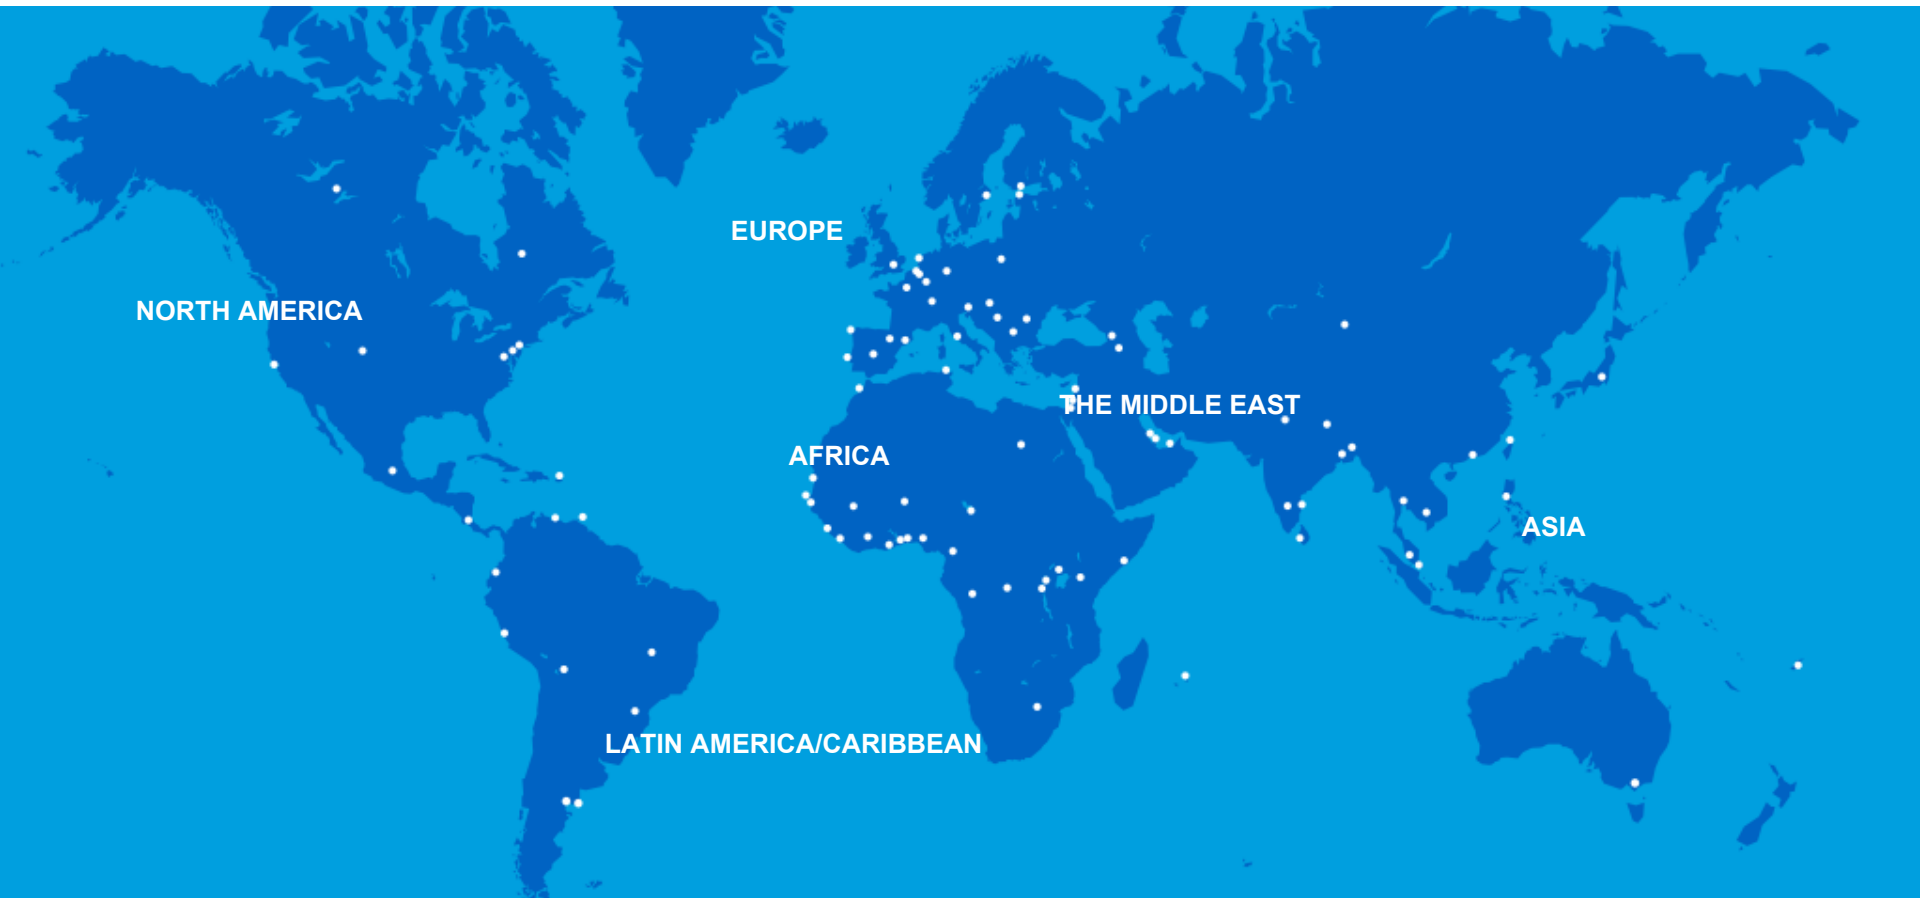 EUROPE
NORTH AMERICA
THE MIDDLE EAST
AFRICA
ASIA
LATIN AMERICA/CARIBBEAN